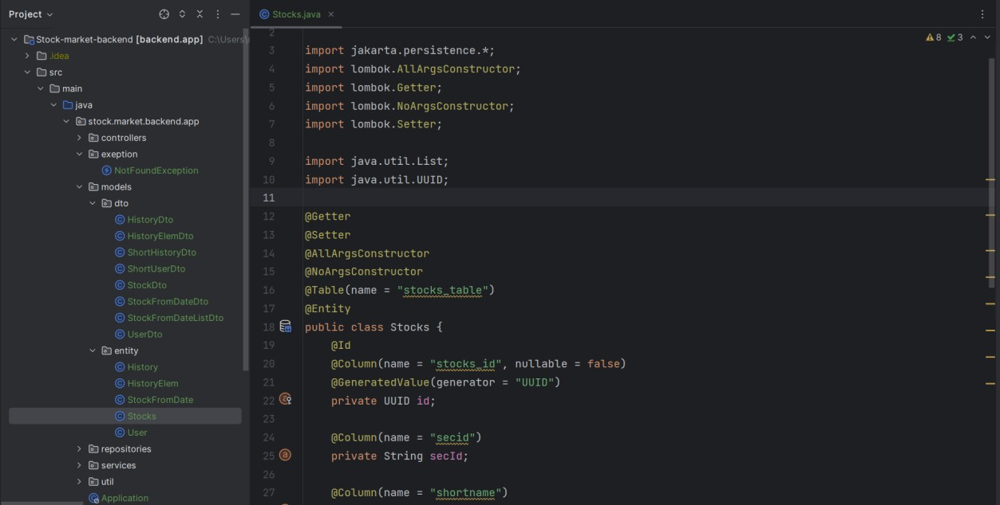 Project
Stock-market-backend [backend.app] C:\Users\
.idea
src
main
java
stock.market.backend.app
controllers
exeption
NotFoundException
models
dto
HistoryDto
HistoryElemDto
ShortHistoryDto
ShortUserDto
StockDto
StockFromDateDto
StockFromDateListDto
UserDto
entity
History
HistoryElem
StockFromDate
Stocks
User
repositories
services
util
Application
Stocks.java
8 3
2
3 import jakarta.persistence.*;
4 import lombok.AllArgsConstructor;
5 import lombok.Getter;
6 import lombok.NoArgsConstructor;
7 import lombok.Setter;
8
9 import java.util.List;
10 import java.util.UUID;
11
12 @Getter
13 @Setter
14 @AllArgsConstructor
15 @NoArgsConstructor
16 @Table(name = "stocks_table")
17 @Entity
18 public class Stocks {
19 @Id
20 @Column(name = "stocks_id", nullable = false)
21 @GeneratedValue(generator = "UUID")
22 private UUID id;
23
24 @Column(name = "secid")
25 private String secId;
26
27 @Column(name = "shortname")